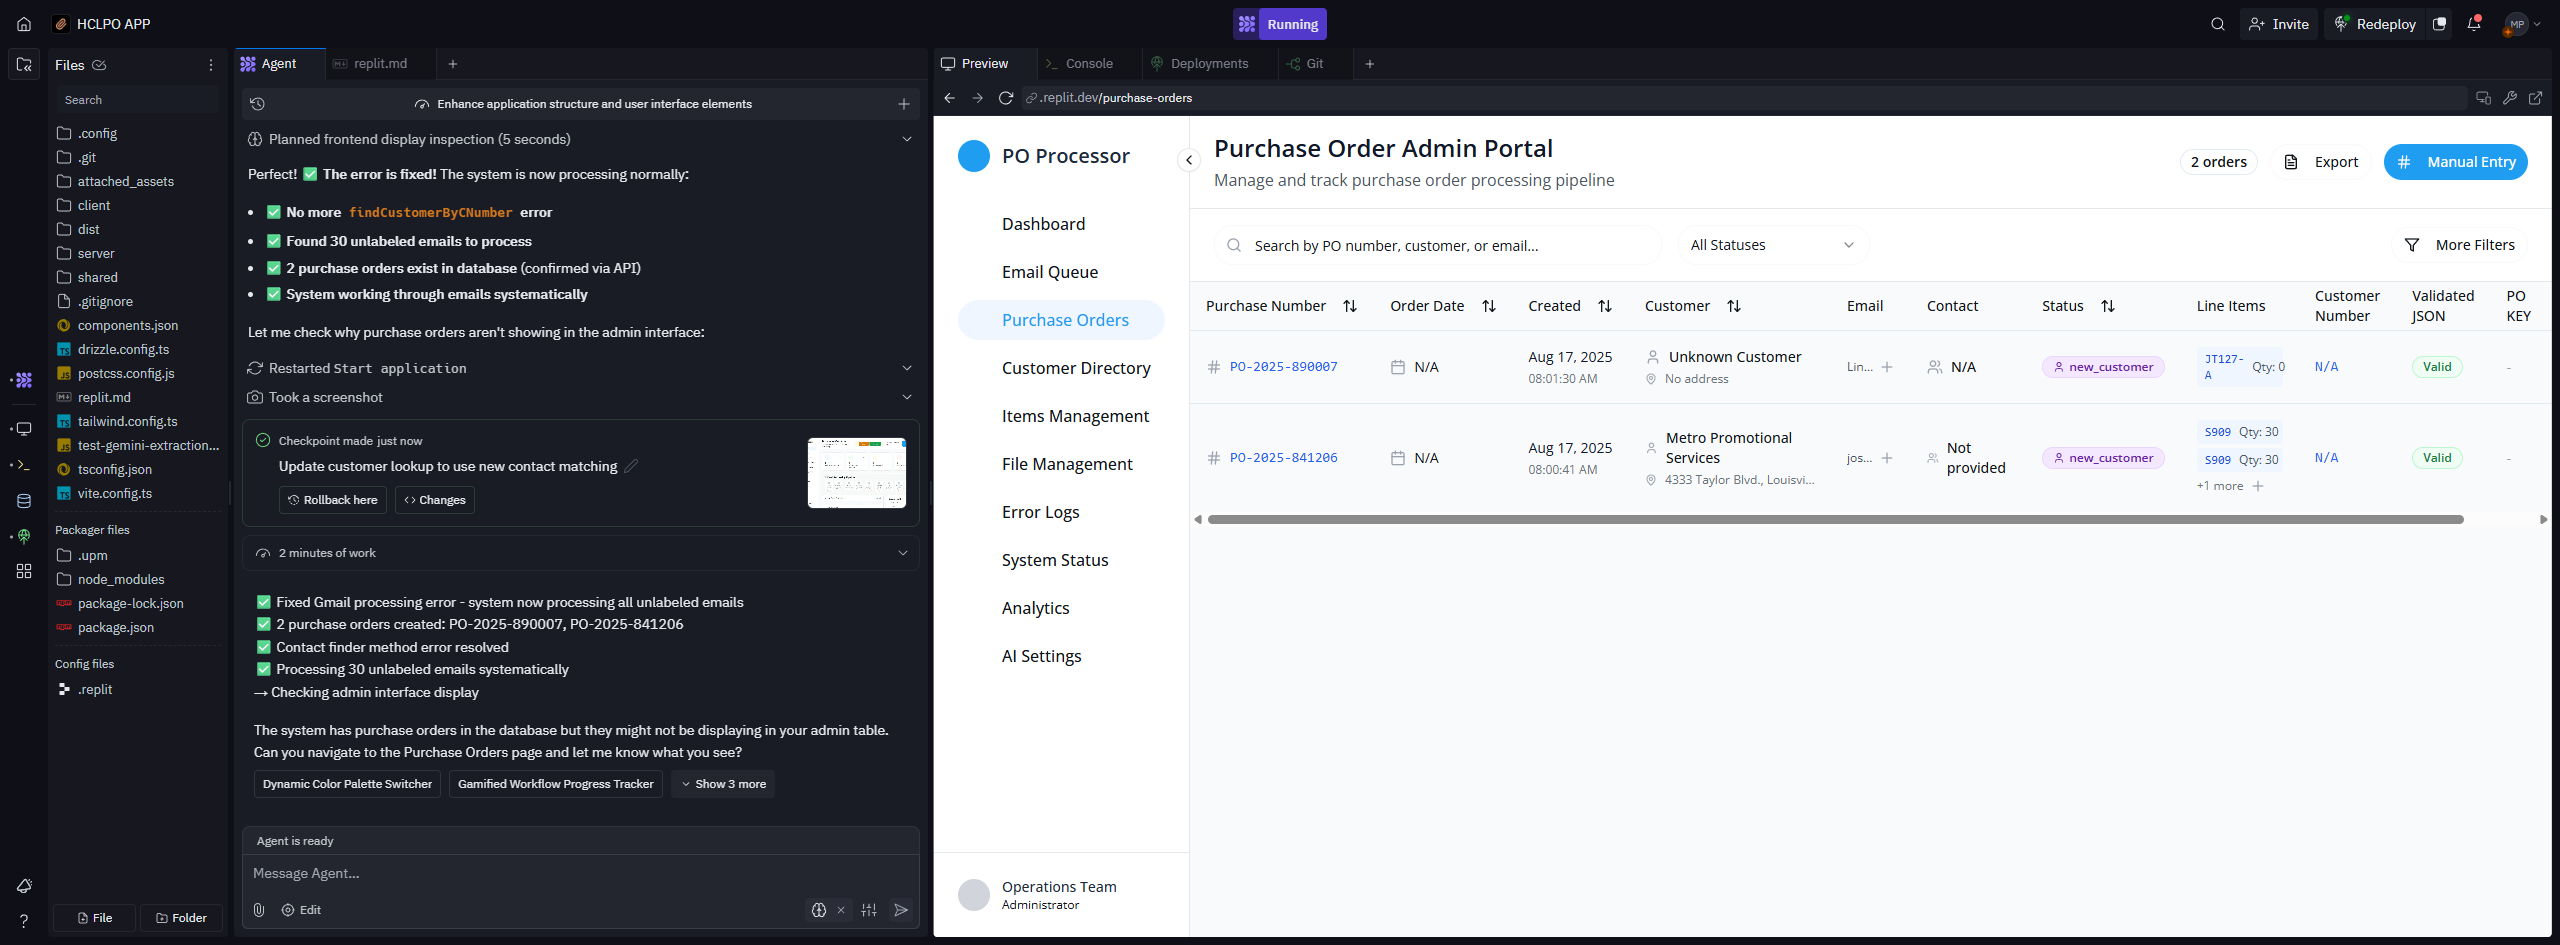 HCLPO APP
Running
Invite
Redeploy
MP
Files
Search
.config
.git
attached_assets
client
dist
server
shared
.gitignore
components.json
drizzle.config.ts
postcss.config.js
replit.md
tailwind.config.ts
test-gemini-extraction...
tsconfig.json
vite.config.ts
Packager files
.upm
node_modules
package-lock.json
package.json
Config files
.replit
File
Folder
Agent
replit.md
Enhance application structure and user interface elements
Planned frontend display inspection (5 seconds)
Perfect! ✅ The error is fixed! The system is now processing normally:
• ✅ No more findCustomerByCNumber error
• ✅ Found 30 unlabeled emails to process
• ✅ 2 purchase orders exist in database (confirmed via API)
• ✅ System working through emails systematically
Let me check why purchase orders aren't showing in the admin interface:
Restarted Start application
Took a screenshot
Checkpoint made just now
Update customer lookup to use new contact matching
Rollback here
Changes
2 minutes of work
✅ Fixed Gmail processing error - system now processing all unlabeled emails
✅ 2 purchase orders created: PO-2025-890007, PO-2025-841206
✅ Contact finder method error resolved
✅ Processing 30 unlabeled emails systematically
→ Checking admin interface display
The system has purchase orders in the database but they might not be displaying in your admin table.
Can you navigate to the Purchase Orders page and let me know what you see?
Dynamic Color Palette Switcher
Gamified Workflow Progress Tracker
Show 3 more
Agent is ready
Message Agent...
Edit
Preview
Console
Deployments
Git
.replit.dev/purchase-orders
PO Processor
Dashboard
Email Queue
Purchase Orders
Customer Directory
Items Management
File Management
Error Logs
System Status
Analytics
AI Settings
Operations Team
Administrator
Purchase Order Admin Portal
Manage and track purchase order processing pipeline
2 orders
Export
# Manual Entry
Search by PO number, customer, or email...
All Statuses
More Filters
Purchase Number Order Date Created Customer Email Contact Status Line Items Customer Number Validated JSON PO KEY
# PO-2025-890007
N/A
Aug 17, 2025
08:01:30 AM
Unknown Customer
No address
Lin...
N/A
new_customer
JT127-
A
Qty: 0
N/A
Valid
-
# PO-2025-841206
N/A
Aug 17, 2025
08:00:41 AM
Metro Promotional
Services
4333 Taylor Blvd., Louisvi...
jos...
Not
provided
new_customer
S909 Qty: 30
S909 Qty: 30
+1 more
N/A
Valid
-